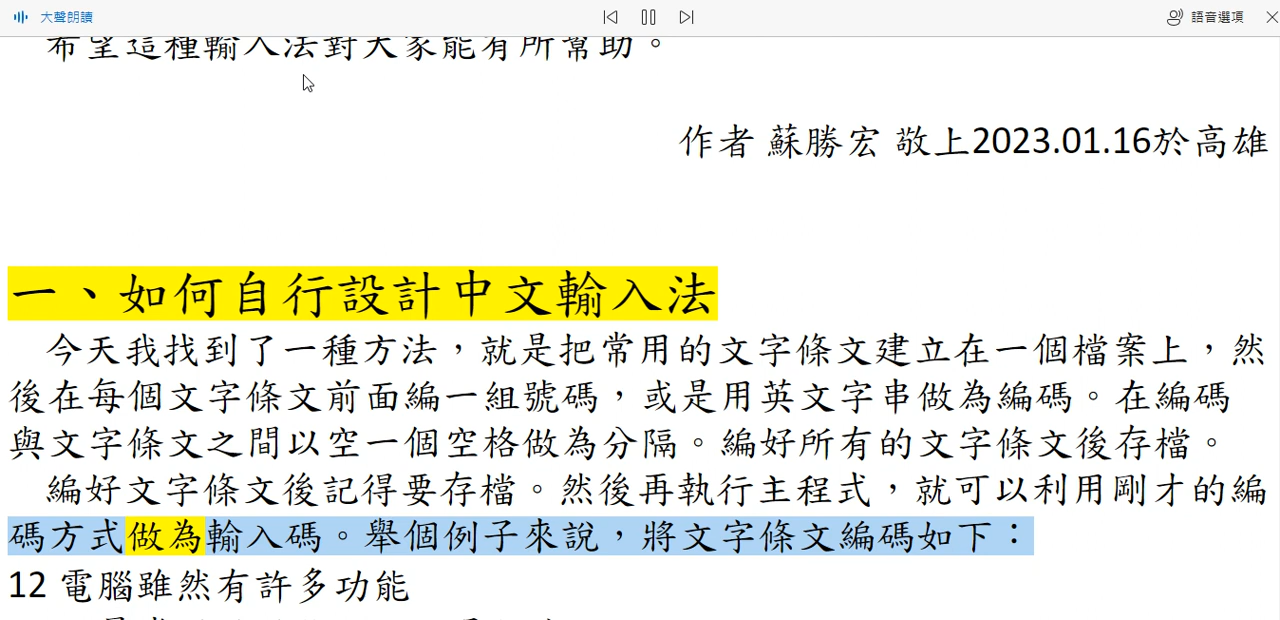 大聲朗讀
語音選項
希望這種輸入法對大家能有所幫助。
作者 蘇勝宏 敬上2023.01.16於高雄
一、如何自行設計中文輸入法
今天我找到了一種方法，就是把常用的文字條文建立在一個檔案上，然
後在每個文字條文前面編一組號碼，或是用英文字串做為編碼。在編碼
與文字條文之間以空一個空格做為分隔。編好所有的文字條文後存檔。
編好文字條文後記得要存檔。然後再執行主程式，就可以利用剛才的編
碼方式做為輸入碼。舉個例子來說，將文字條文編碼如下：
12 電腦雖然有許多功能